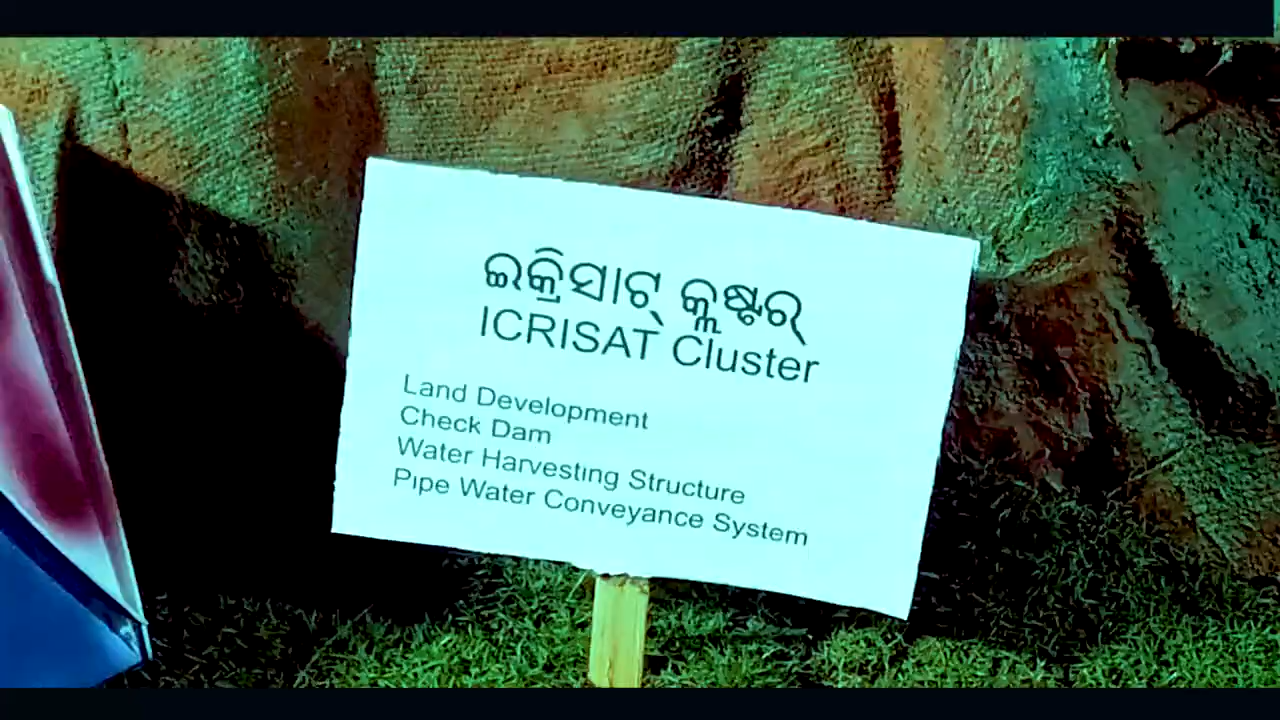 ଇକ୍ରିସାଟ୍ କ୍ଲଷ୍ଟର୍
ICRISAT Cluster
Land Development
Check Dam
Water Harvesting Structure
Pipe Water Conveyance System